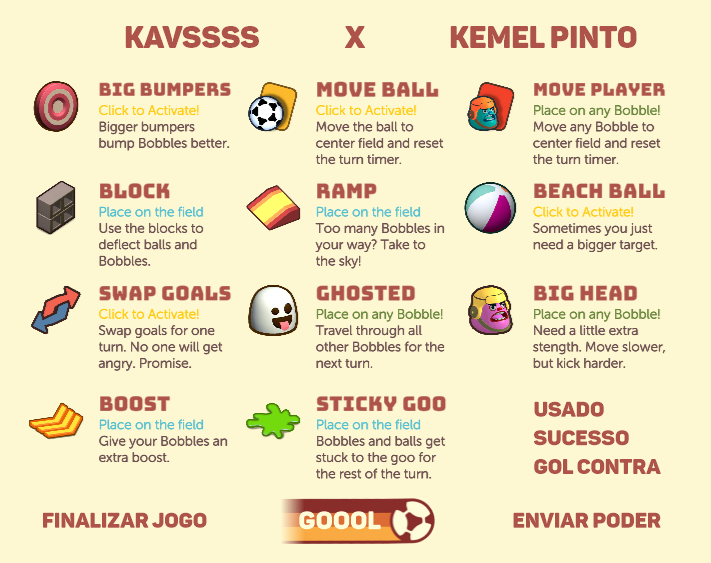 KAVSSSS X KEMEL PINTO
BIG BUMPERS
Click to Activate!
Bigger bumpers
bump Bobbles better.
MOVE BALL
Click to Activate!
Move the ball to
center field and reset
the turn timer.
MOVE PLAYER
Place on any Bobble!
Move any Bobble to
center field and reset
the turn timer.
BLOCK
Place on the field
Use the blocks to
deflect balls and
Bobbles.
RAMP
Place on the field
Too many Bobbles in
your way? Take to
the sky!
BEACH BALL
Click to Activate!
Sometimes you just
need a bigger target.
SWAP GOALS
Click to Activate!
Swap goals for one
turn. No one will get
angry. Promise.
GHOSTED
Place on any Bobble!
Travel through all
other Bobbles for the
next turn.
BIG HEAD
Place on any Bobble!
Need a little extra
stength. Move slower,
but kick harder.
BOOST
Place on the field
Give your Bobbles an
extra boost.
STICKY GOO
Place on the field
Bobbles and balls get
stuck to the goo for
the rest of the turn.
USADO
SUCESSO
GOL CONTRA
FINALIZAR JOGO
GOOOL
ENVIAR PODER